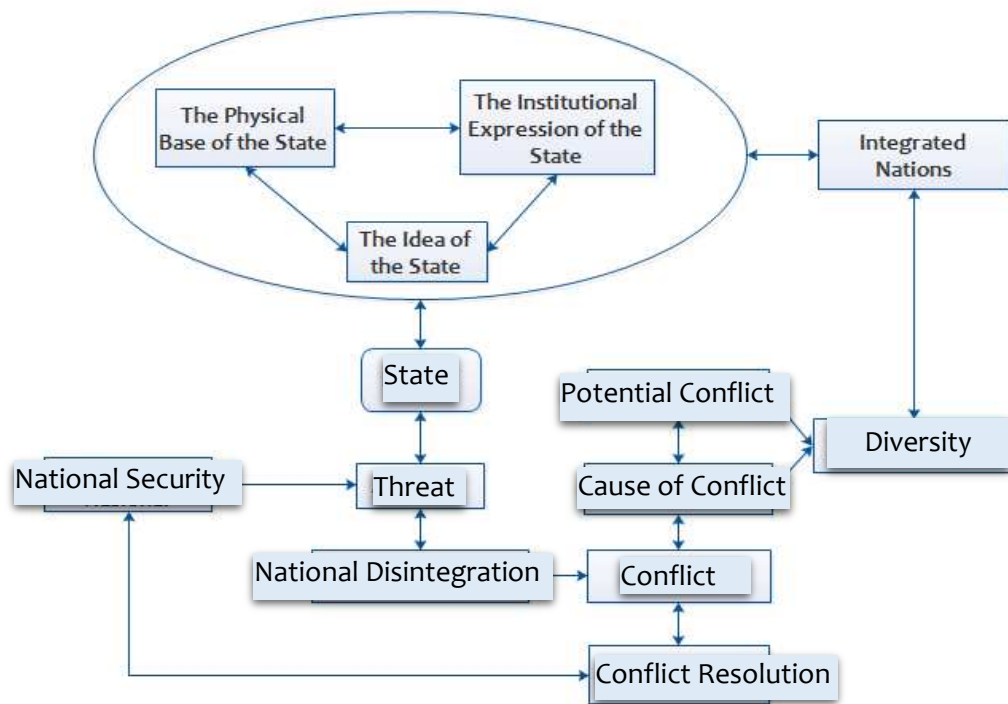 The Physical
Base of the State
The Institutional
Expression of the
State
The Idea of
the State
Integrated
Nations
State
Potential Conflict
Diversity
National Security
Threat
Cause of Conflict
National Disintegration
Conflict
Conflict Resolution